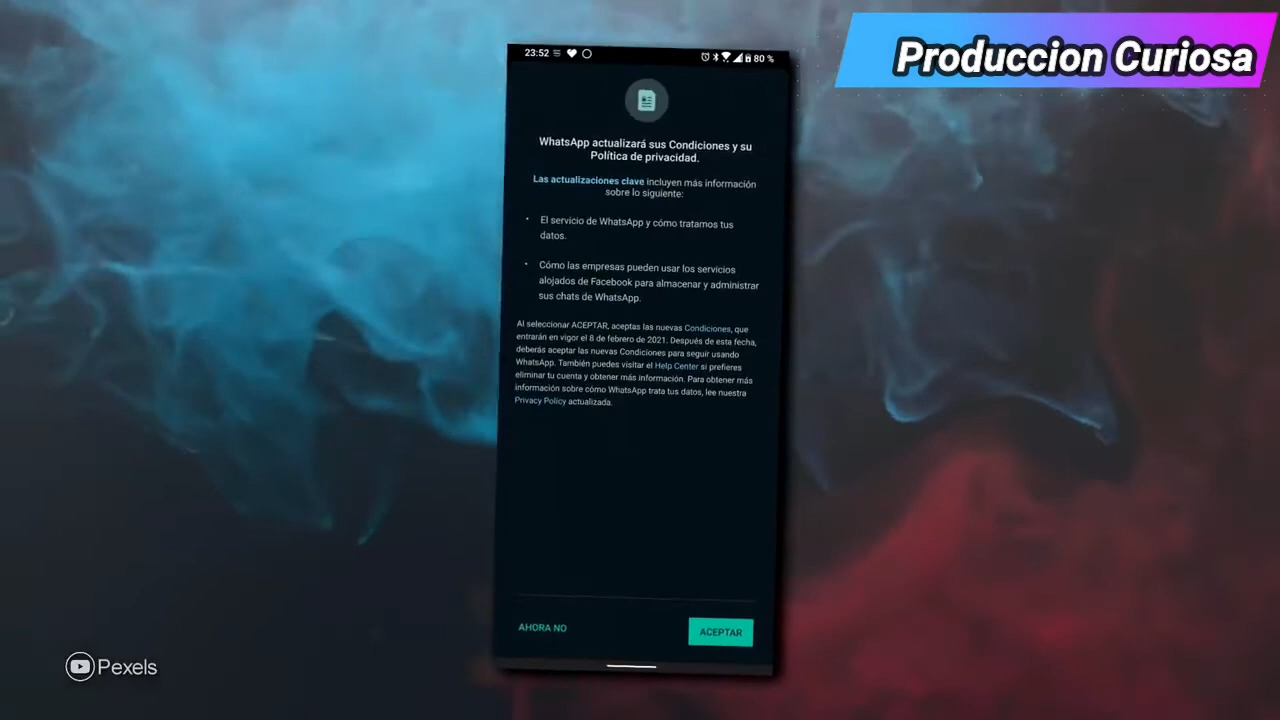 Produccion Curiosa
23:52
80 %
WhatsApp actualizará sus Condiciones y su
Política de privacidad.
Las actualizaciones clave incluyen más información
sobre lo siguiente:
• El servicio de WhatsApp y cómo tratamos tus
datos.
• Cómo las empresas pueden usar los servicios
alojados de Facebook para almacenar y administrar
sus chats de WhatsApp.
Al seleccionar ACEPTAR, aceptas las nuevas Condiciones, que
entrarán en vigor el 8 de febrero de 2021. Después de esta fecha,
deberás aceptar las nuevas Condiciones para seguir usando
WhatsApp. También puedes visitar el Help Center si prefieres
eliminar tu cuenta y obtener más información. Para obtener más
información sobre cómo WhatsApp trata tus datos, lee nuestra
Privacy Policy actualizada.
AHORA NO
ACEPTAR
Pexels